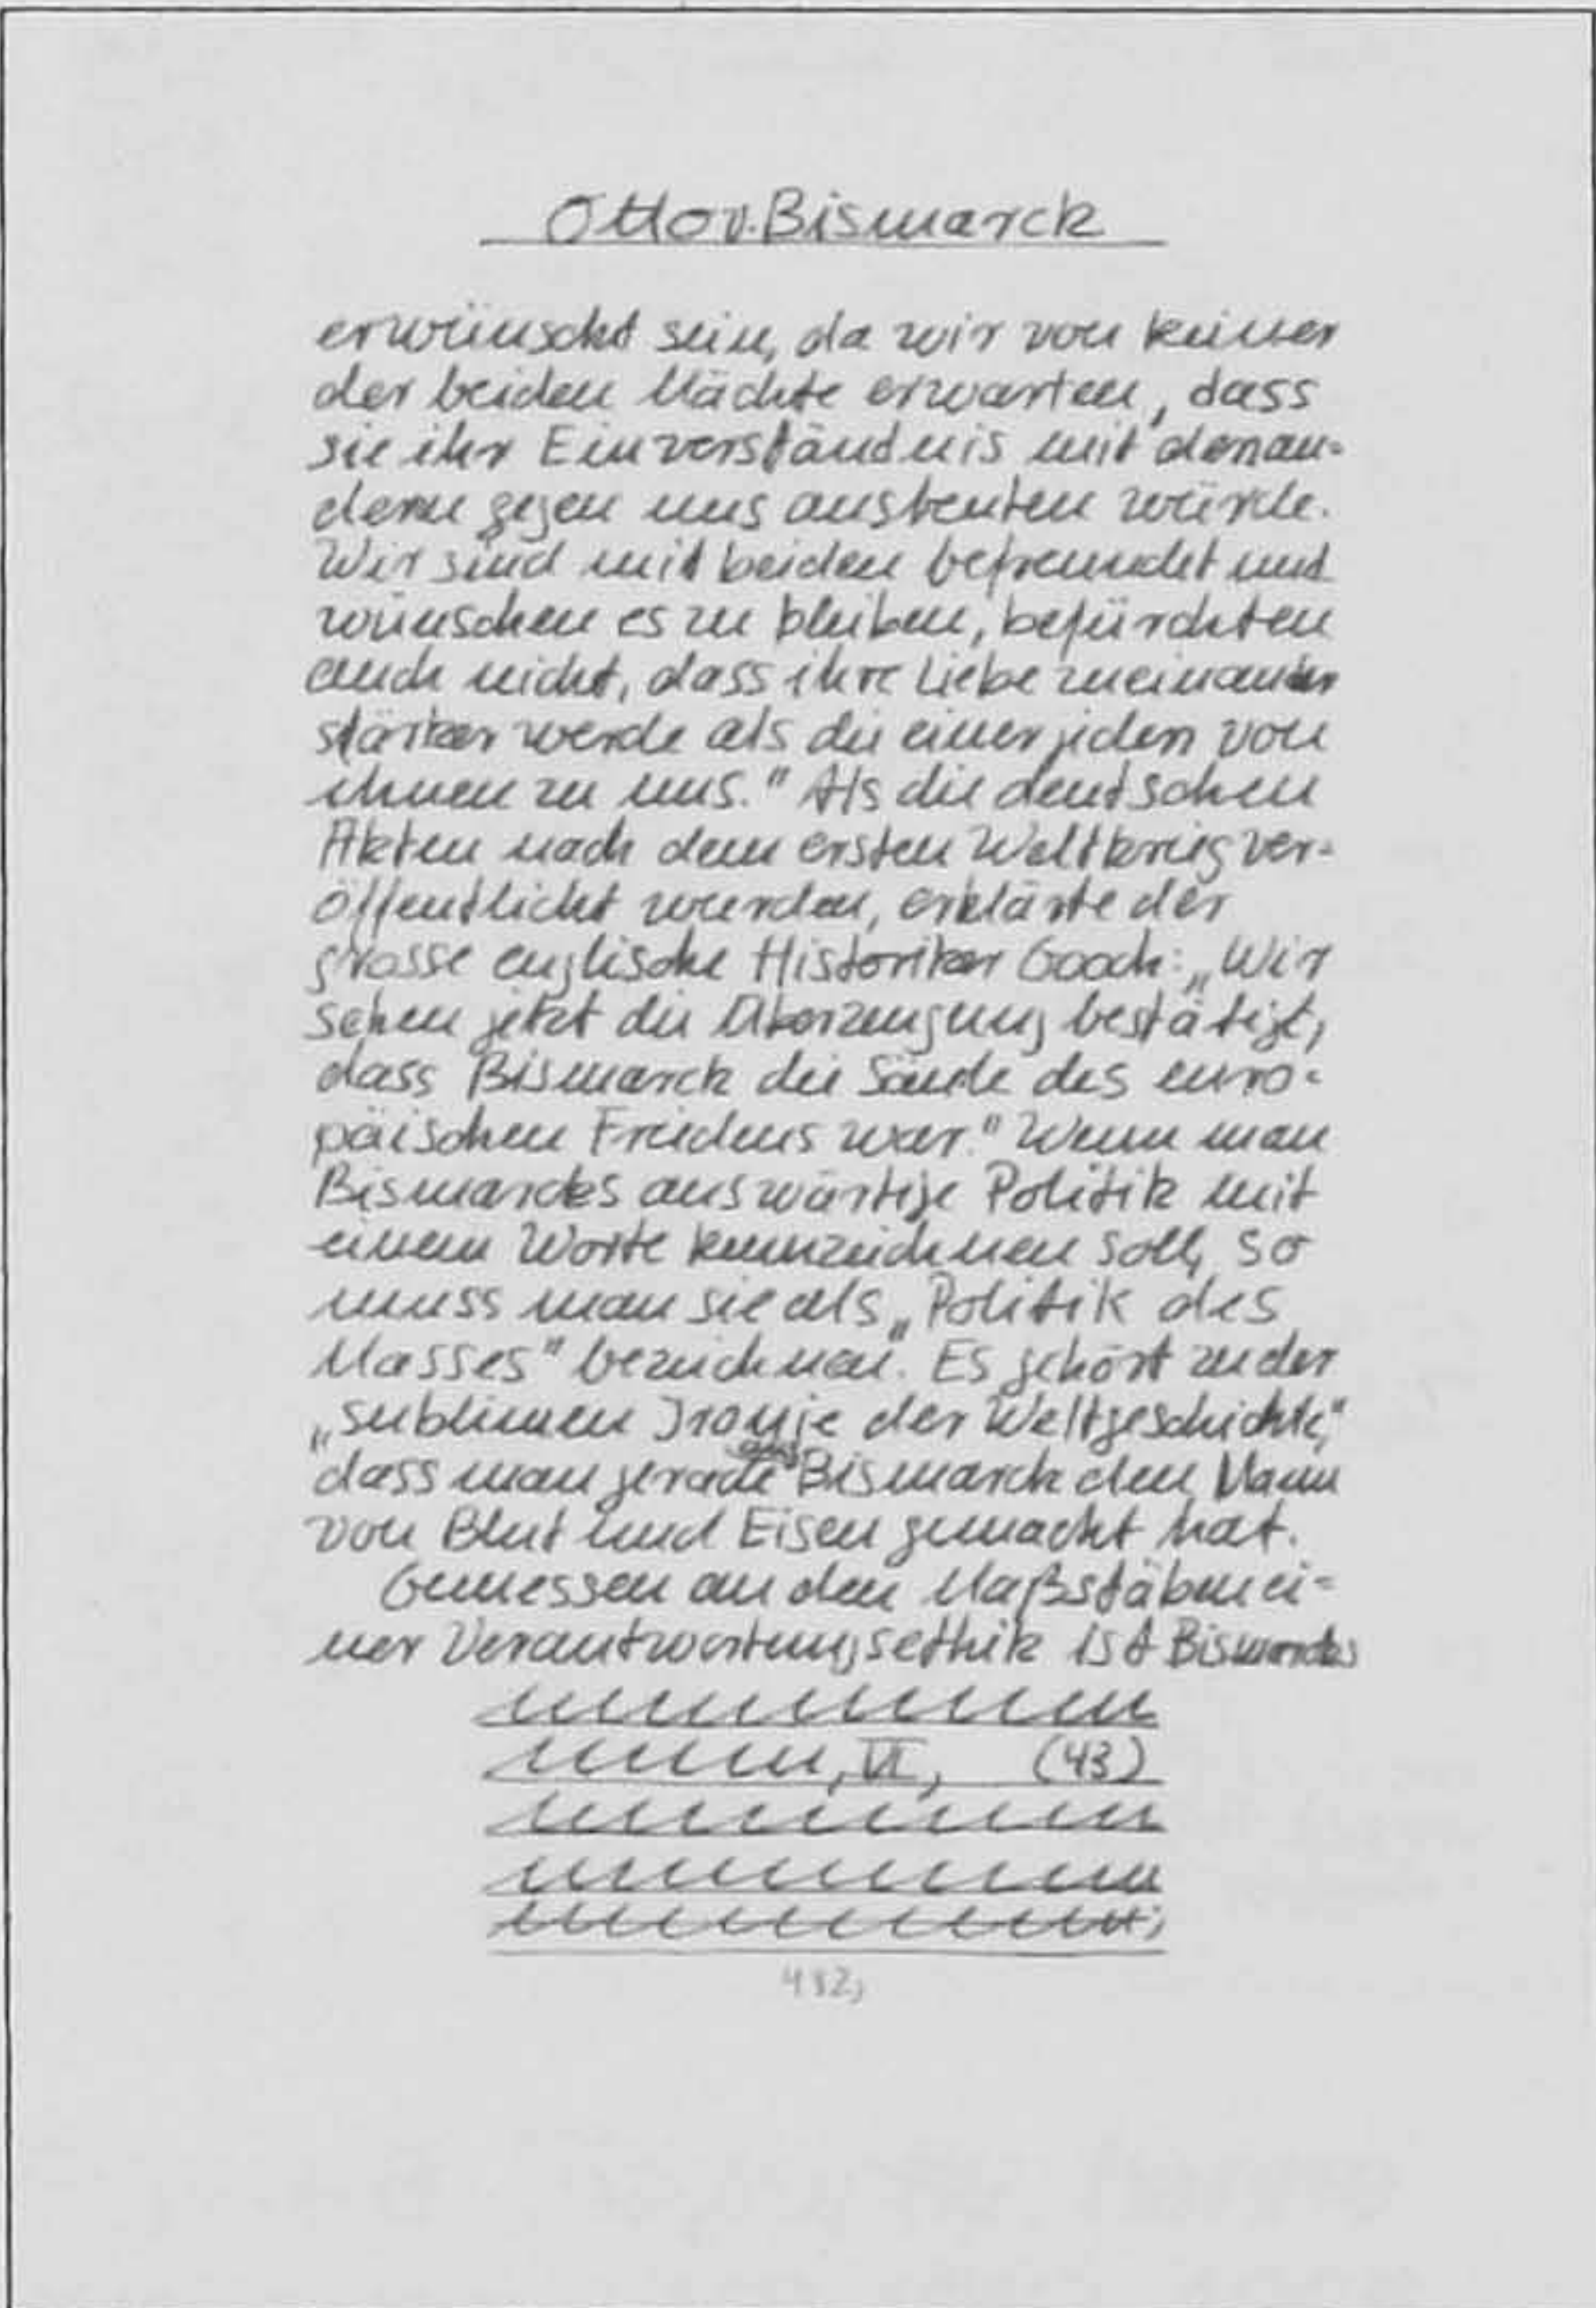 Otto v. Bismarck
erwünscht sein, da wir von keiner
der beiden Mächte erwarten, dass
sie ihr Einverständnis mit der an-
dern gegen uns ausbeuten würde.
Wir sind mit beiden befreundet und
wünschen es zu bleiben, befürchten
auch nicht, dass ihre Liebe zueinander
stärker werde als die einer jeden von
ihnen zu uns." Als die deutschen
Akten nach dem ersten Weltkrieg ver-
öffentlicht wurden, erklärte der
grosse englische Historiker Gooch: „Wir
sehen jetzt die Überzeugung bestätigt,
dass Bismarck die Säule des euro-
päischen Friedens war." Wenn man
Bismarcks auswärtige Politik mit
einem Worte kennzeichnen soll, so
muss man sie als „Politik des
Masses" bezeichnen. Es gehört zu der
„sublimen Ironie der Weltgeschichte,"
dass man gerade aus Bismarck den Mann
von Blut und Eisen gemacht hat.
Gemessen an den Maßstäben ei-
ner Verantwortungsethik ist Bismarcks
, VI, (43)